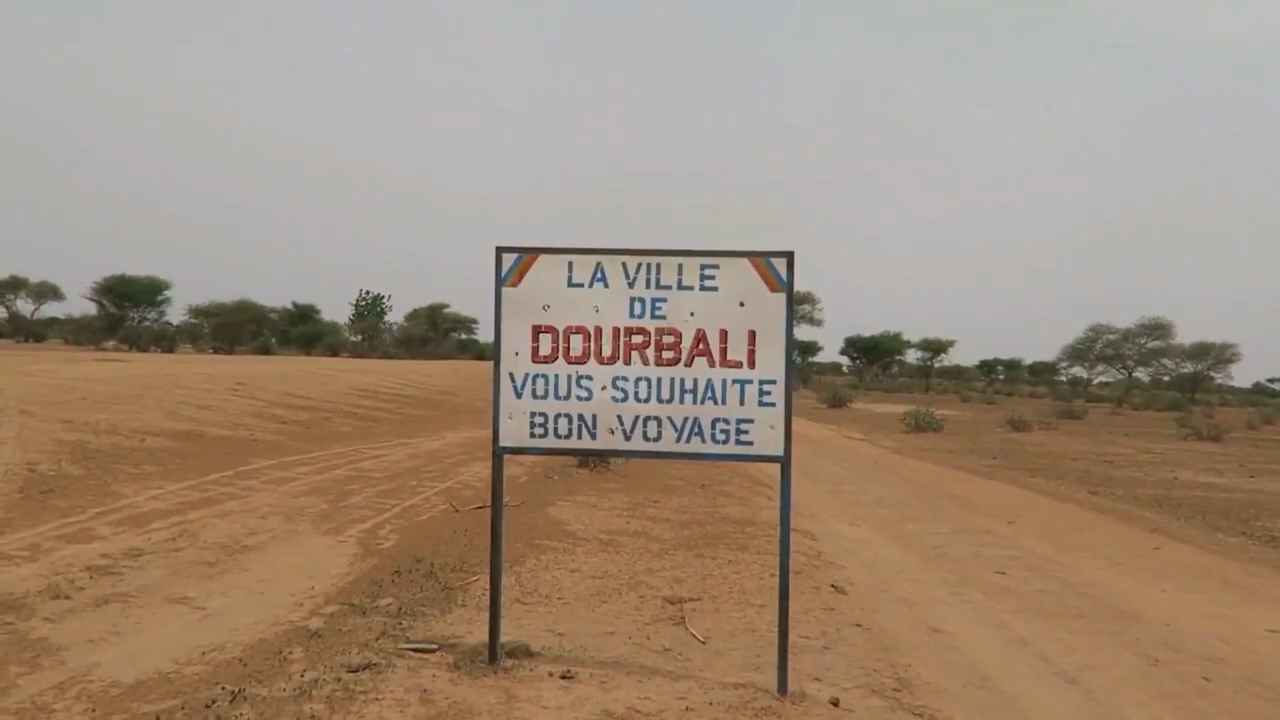 LA VILLE
DE
DOURBALI
VOUS SOUHAITE
BON VOYAGE